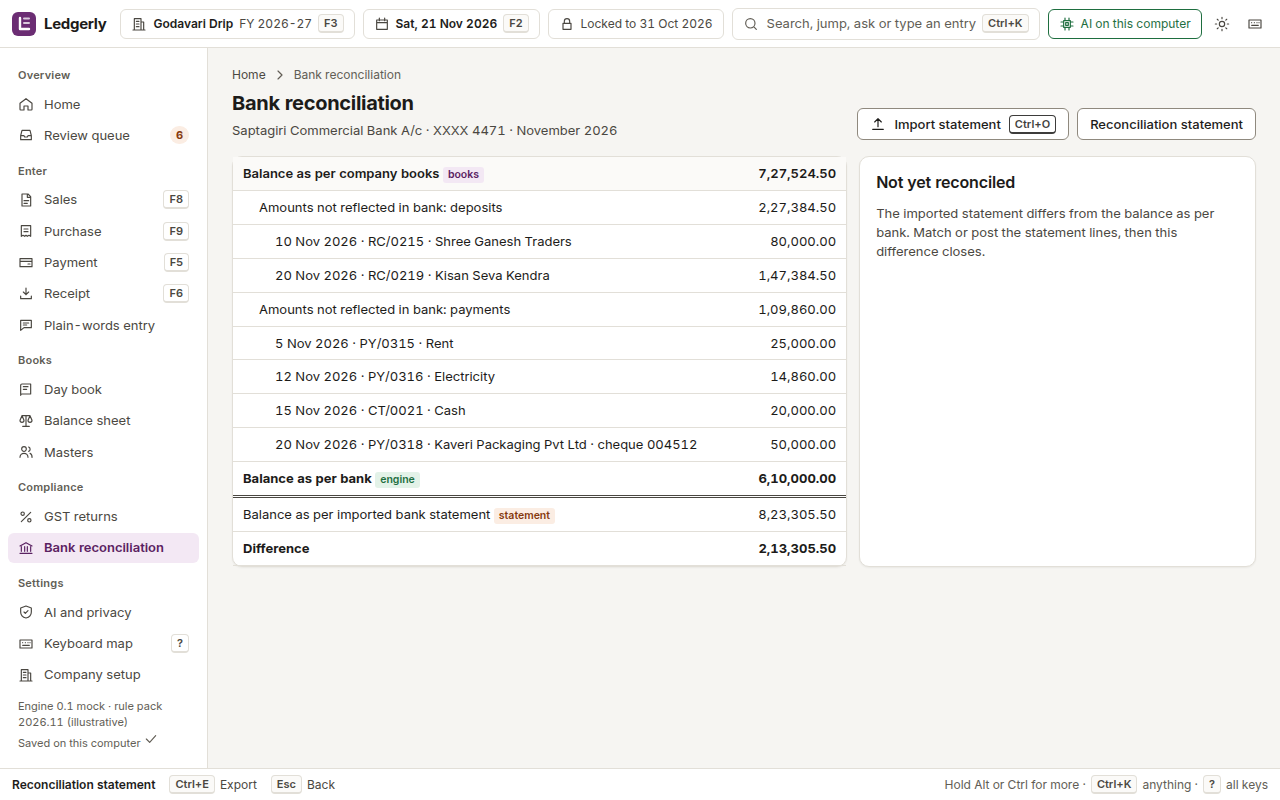 Ledgerly
Godavari Drip FY 2026-27 F3
Sat, 21 Nov 2026 F2
Locked to 31 Oct 2026
Search, jump, ask or type an entry Ctrl+K
AI on this computer
Overview
Home
Review queue 6
Enter
Sales F8
Purchase F9
Payment F5
Receipt F6
Plain-words entry
Books
Day book
Balance sheet
Masters
Compliance
GST returns
Bank reconciliation
Settings
AI and privacy
Keyboard map ?
Company setup
Engine 0.1 mock · rule pack
2026.11 (illustrative)
Saved on this computer
Home Bank reconciliation
Bank reconciliation
Saptagiri Commercial Bank A/c · XXXX 4471 · November 2026
Import statement Ctrl+O
Reconciliation statement
Balance as per company books books 7,27,524.50
Amounts not reflected in bank: deposits 2,27,384.50
10 Nov 2026 · RC/0215 · Shree Ganesh Traders 80,000.00
20 Nov 2026 · RC/0219 · Kisan Seva Kendra 1,47,384.50
Amounts not reflected in bank: payments 1,09,860.00
5 Nov 2026 · PY/0315 · Rent 25,000.00
12 Nov 2026 · PY/0316 · Electricity 14,860.00
15 Nov 2026 · CT/0021 · Cash 20,000.00
20 Nov 2026 · PY/0318 · Kaveri Packaging Pvt Ltd · cheque 004512 50,000.00
Balance as per bank engine 6,10,000.00
Balance as per imported bank statement statement 8,23,305.50
Difference 2,13,305.50
Not yet reconciled
The imported statement differs from the balance as per
bank. Match or post the statement lines, then this
difference closes.
Reconciliation statement Ctrl+E Export Esc Back
Hold Alt or Ctrl for more · Ctrl+K anything · ? all keys